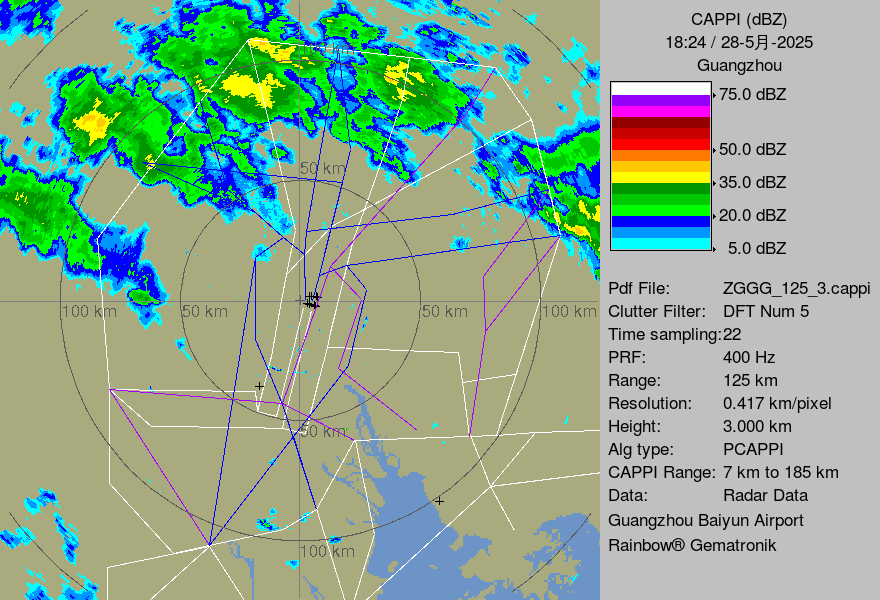 CAPPI (dBZ)
18:24 / 28-5月-2025
Guangzhou
75.0 dBZ
50.0 dBZ
35.0 dBZ
20.0 dBZ
5.0 dBZ
Pdf File: ZGGG_125_3.cappi
Clutter Filter: DFT Num 5
Time sampling:22
PRF: 400 Hz
Range: 125 km
Resolution: 0.417 km/pixel
Height: 3.000 km
Alg type: PCAPPI
CAPPI Range: 7 km to 185 km
Data: Radar Data
Guangzhou Baiyun Airport
Rainbow® Gematronik
50 km
100 km
50 km
50 km
100 km
50 km
100 km